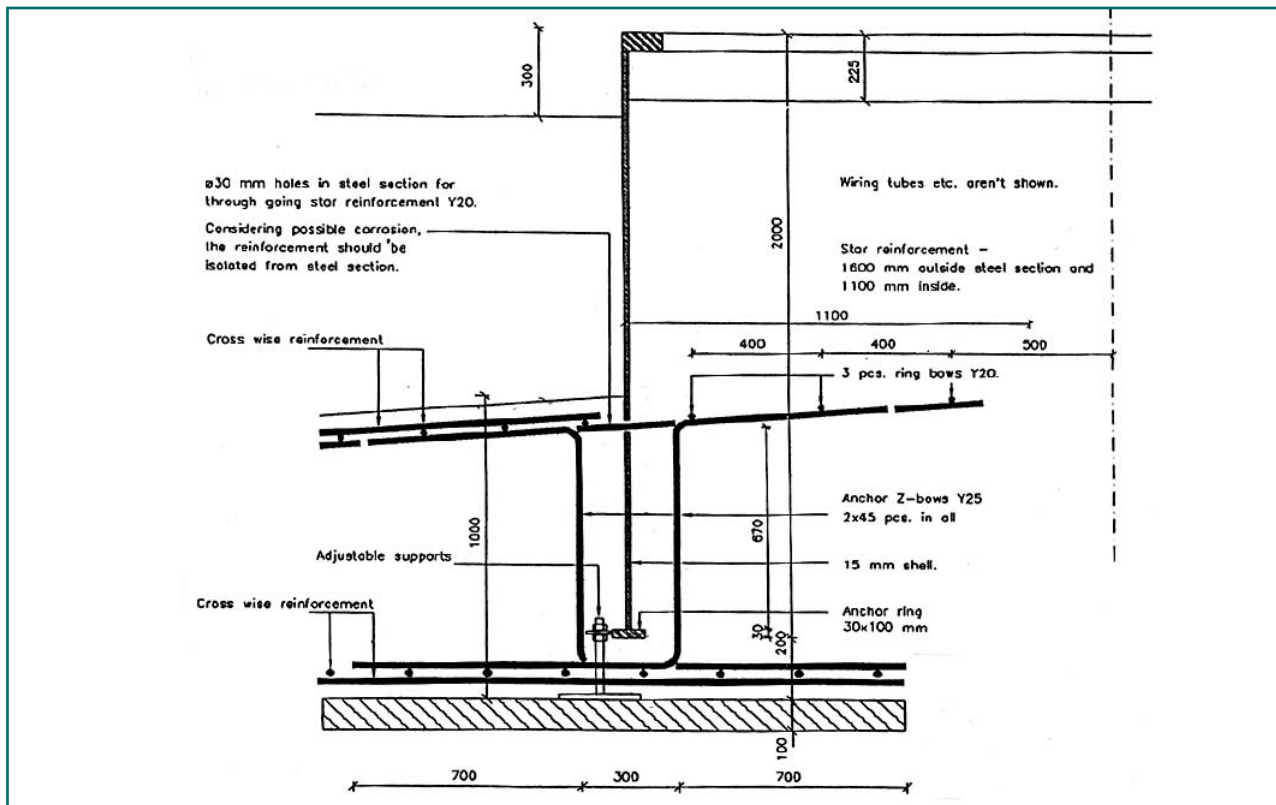 300
225
ø30 mm holes in steel section for
through going stor reinforcement Y20.
Considering possible corrosion,
the reinforcement should be
isolated from steel section.
Wiring tubes etc. aren't shown.
2000
Stor reinforcement –
1600 mm outside steel section and
1100 mm inside.
1100
Cross wise reinforcement
400
400
500
3 pcs. ring bows Y20.
Anchor Z-bows Y25
2x45 pcs. in all
670
1000
Adjustable supports
15 mm shell.
Cross wise reinforcement
Anchor ring
30x100 mm
30
200
100
700
300
700